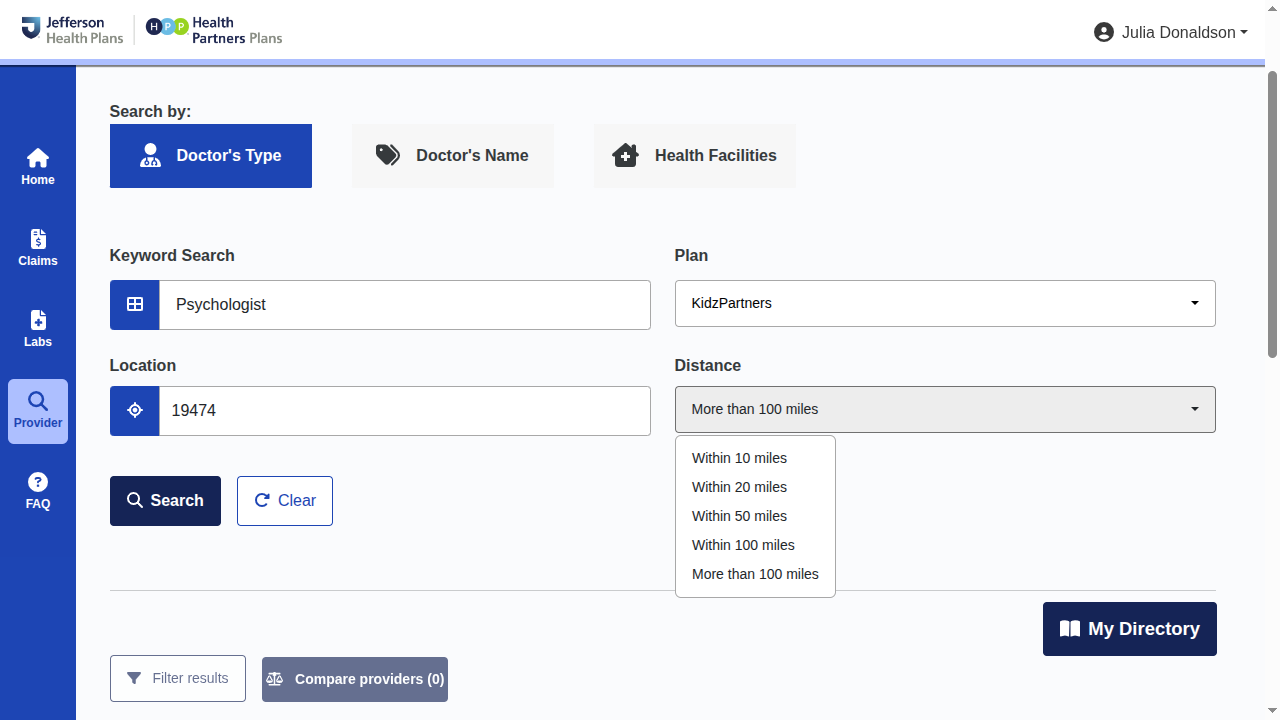 Jefferson
Health Plans
HPP
Health
Partners Plans
Julia Donaldson
Home
Claims
Labs
Provider
FAQ
Search by:
Doctor's Type
Doctor's Name
Health Facilities
Keyword Search
Psychologist
Plan
KidzPartners
Location
19474
Distance
More than 100 miles
Within 10 miles
Within 20 miles
Within 50 miles
Within 100 miles
More than 100 miles
Search
Clear
My Directory
Filter results
Compare providers (0)